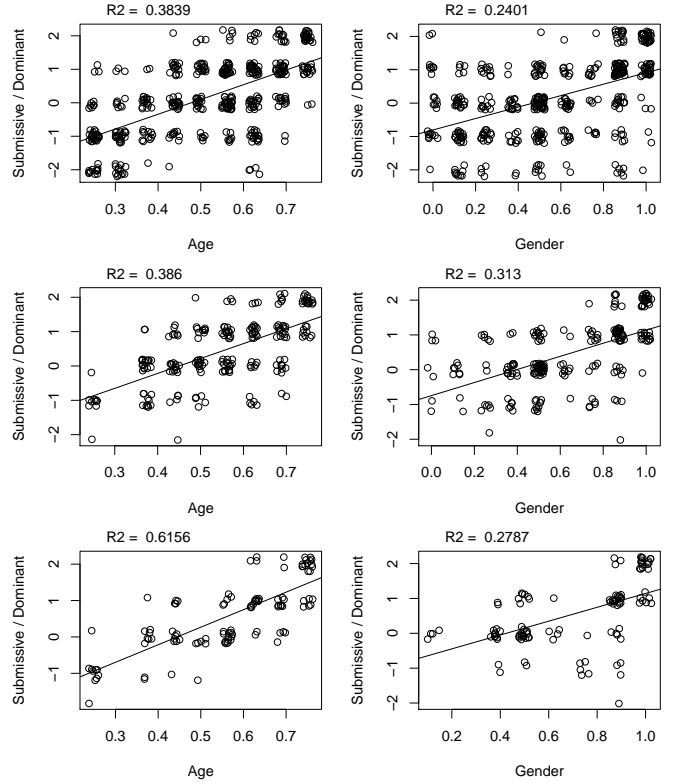 R2 = 0.3839
Submissive / Dominant
2
1
0
−1
−2
0.3 0.4 0.5 0.6 0.7
Age
R2 = 0.2401
Submissive / Dominant
2
1
0
−1
−2
0.0 0.2 0.4 0.6 0.8 1.0
Gender
R2 = 0.386
Submissive / Dominant
2
1
0
−1
−2
0.3 0.4 0.5 0.6 0.7
Age
R2 = 0.313
Submissive / Dominant
2
1
0
−1
−2
0.0 0.2 0.4 0.6 0.8 1.0
Gender
R2 = 0.6156
Submissive / Dominant
2
1
0
−1
0.3 0.4 0.5 0.6 0.7
Age
R2 = 0.2787
Submissive / Dominant
2
1
0
−1
−2
0.2 0.4 0.6 0.8 1.0
Gender